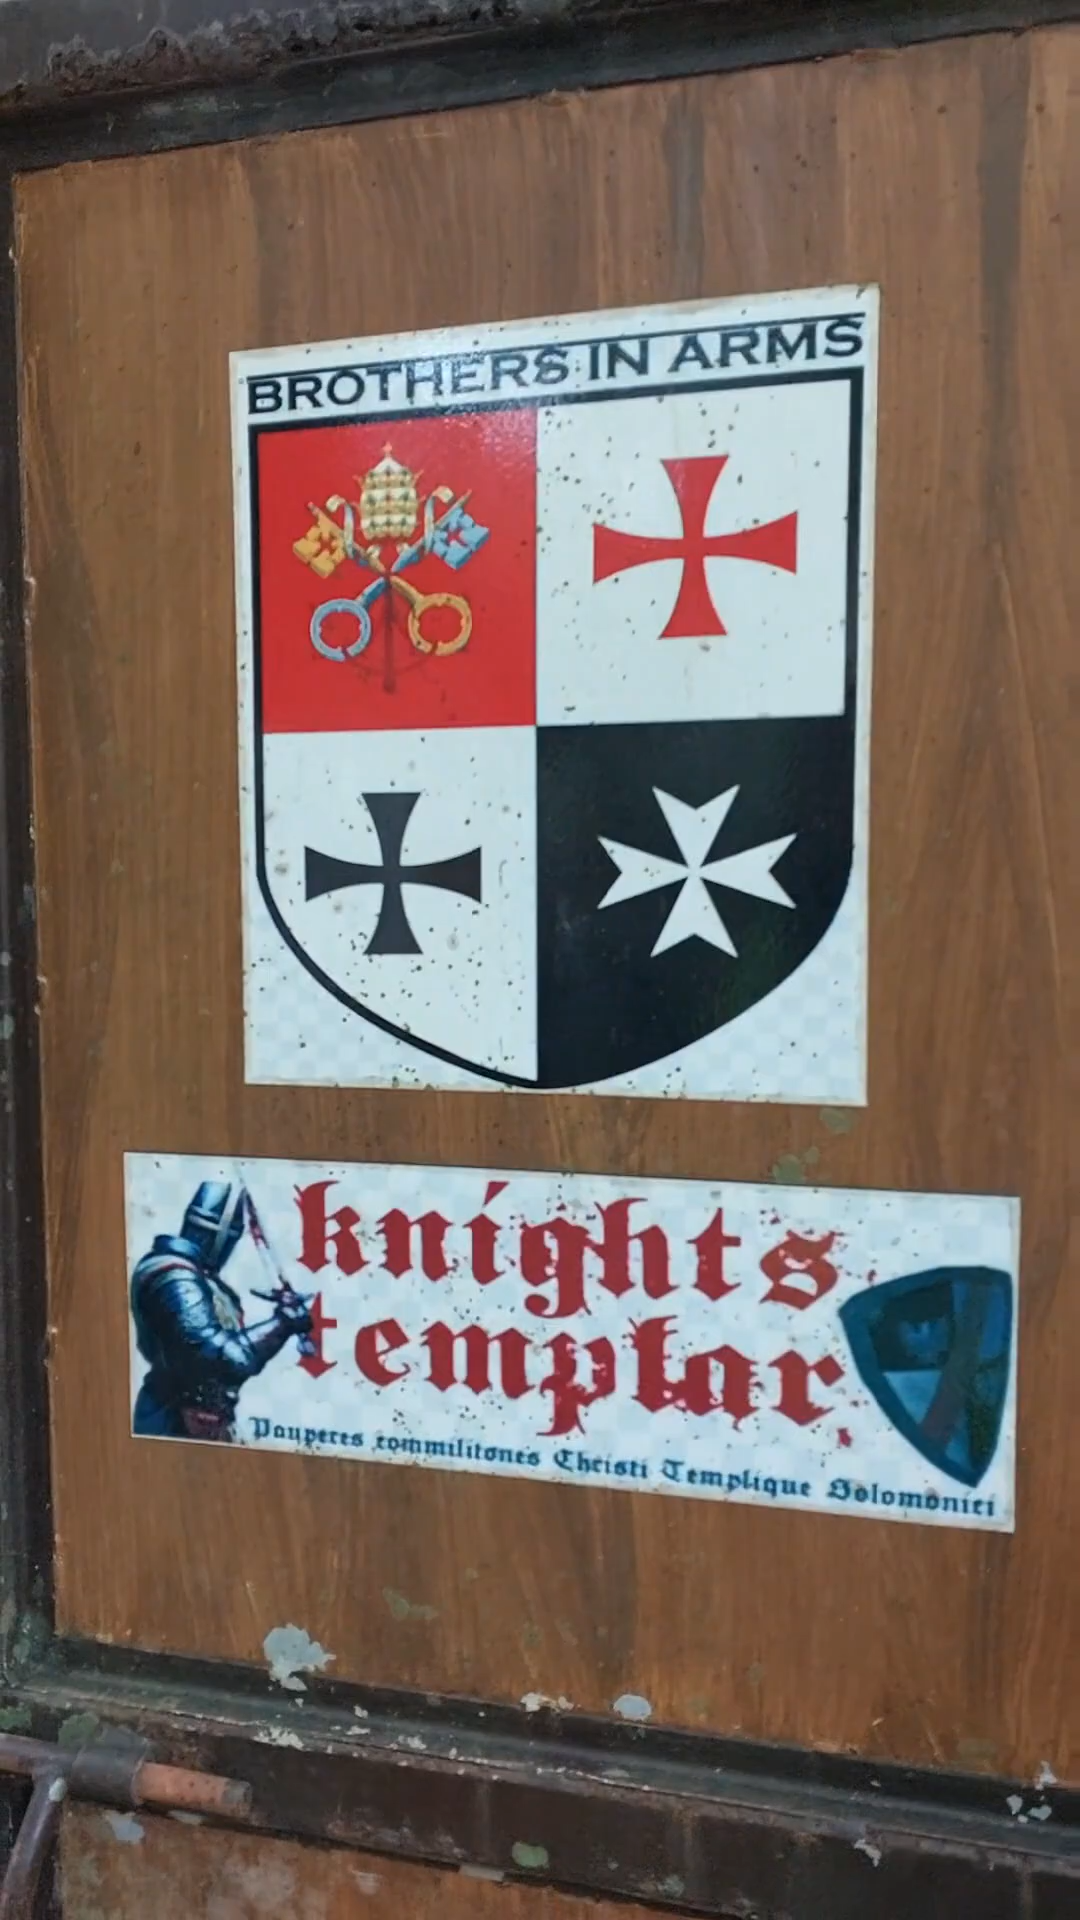 BROTHERS IN ARMS
knights
templar
Pauperes commilitones Christi Templique Solomonici